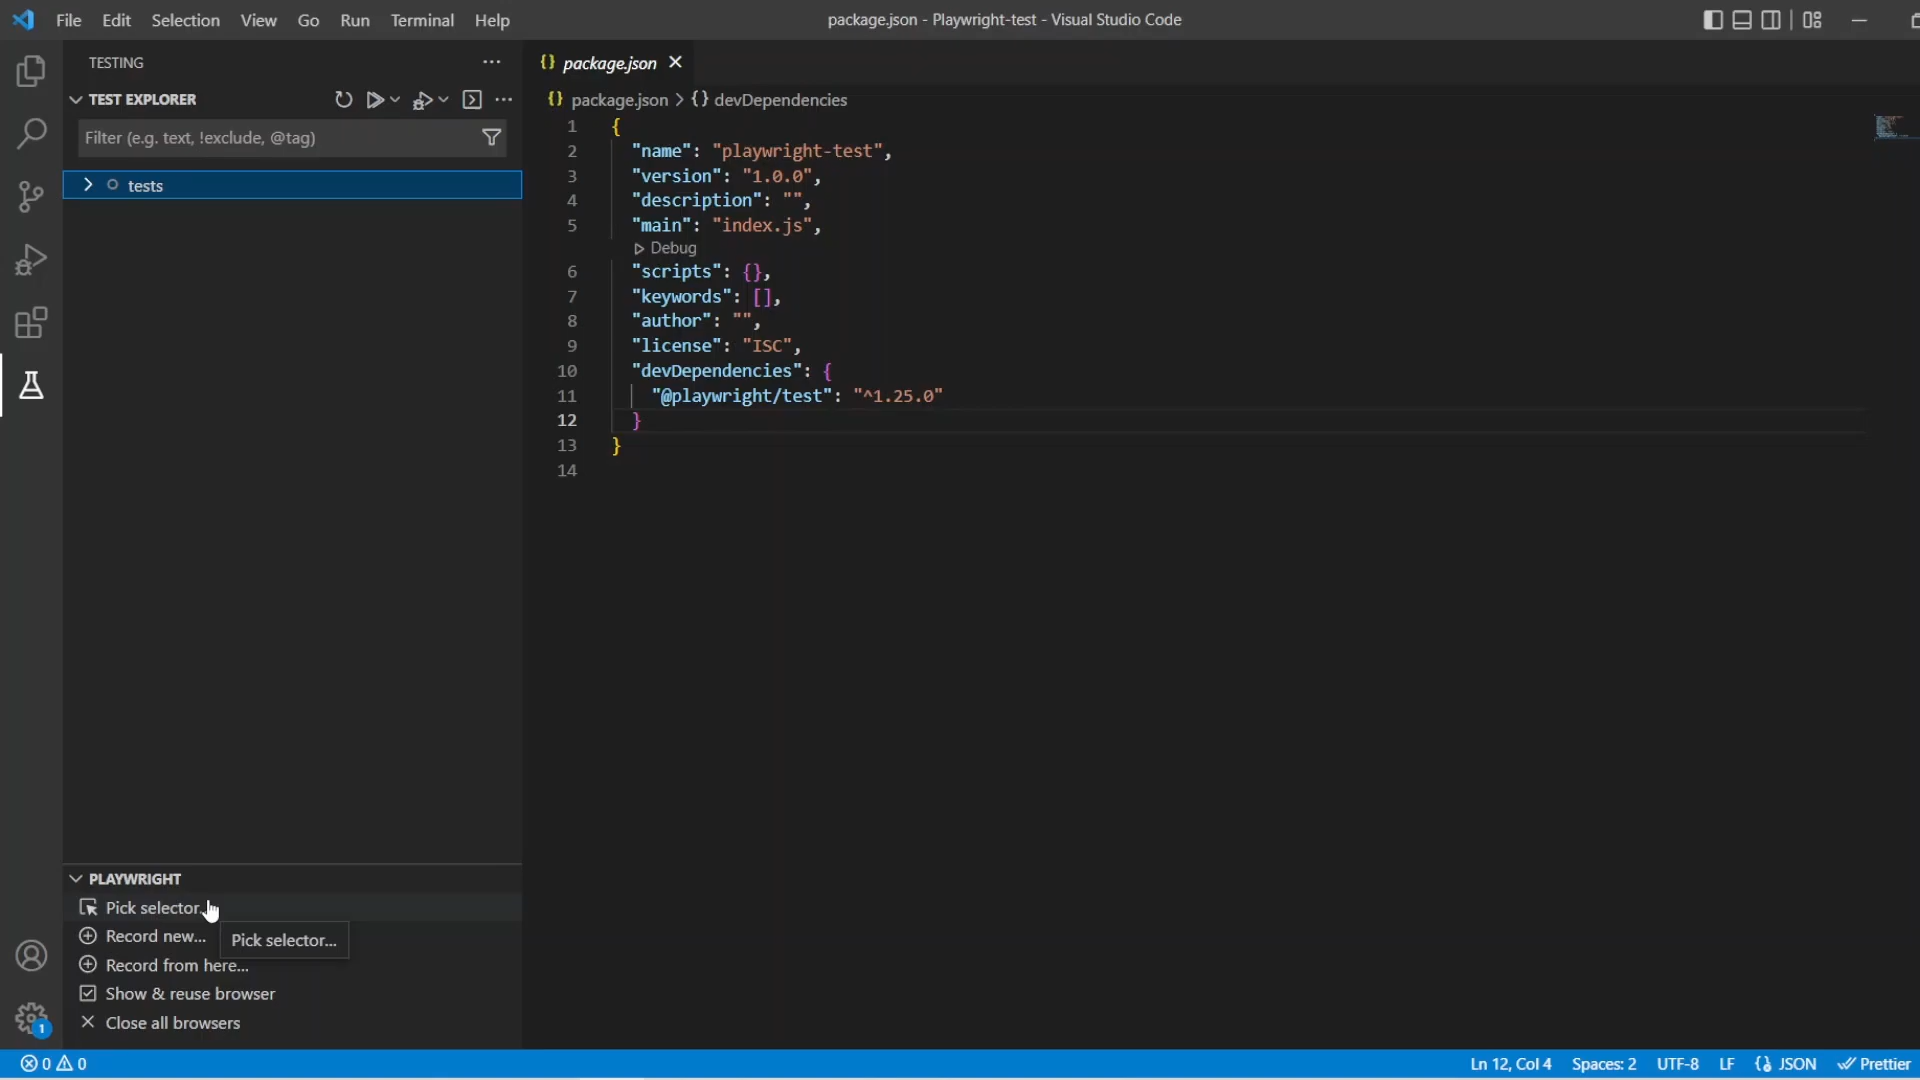 File Edit Selection View Go Run Terminal Help
package.json - Playwright-test - Visual Studio Code
TESTING
TEST EXPLORER
Filter (e.g. text, !exclude, @tag)
tests
PLAYWRIGHT
Pick selector...
Record new...
Pick selector...
Record from here...
Show & reuse browser
Close all browsers
1
{} package.json
{} package.json > {} devDependencies
1 {
2 "name": "playwright-test",
3 "version": "1.0.0",
4 "description": "",
5 "main": "index.js",
Debug
6 "scripts": {},
7 "keywords": [],
8 "author": "",
9 "license": "ISC",
10 "devDependencies": {
11 "@playwright/test": "^1.25.0"
12 }
13 }
14
0 0
Ln 12, Col 4 Spaces: 2 UTF-8 LF {} JSON Prettier